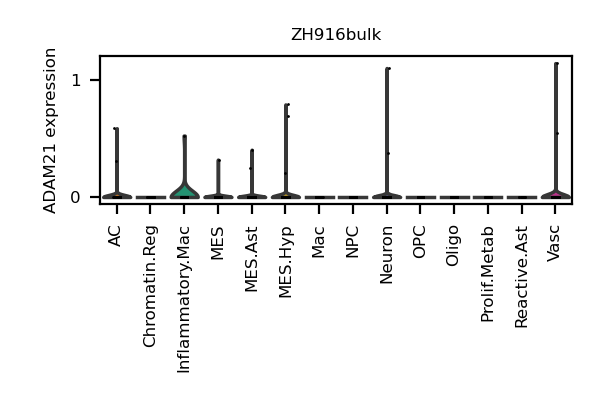 ZH916bulk
ADAM21 expression
1
0
AC
Chromatin.Reg
Inflammatory.Mac
MES
MES.Ast
MES.Hyp
Mac
NPC
Neuron
OPC
Oligo
Prolif.Metab
Reactive.Ast
Vasc